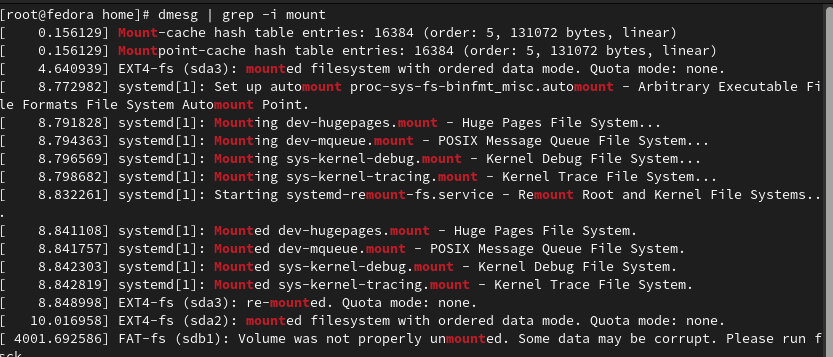 [root@fedora home]# dmesg | grep -i mount
[    0.156129] Mount-cache hash table entries: 16384 (order: 5, 131072 bytes, linear)
[    0.156129] Mountpoint-cache hash table entries: 16384 (order: 5, 131072 bytes, linear)
[    4.640939] EXT4-fs (sda3): mounted filesystem with ordered data mode. Quota mode: none.
[    8.772982] systemd[1]: Set up automount proc-sys-fs-binfmt_misc.automount - Arbitrary Executable Fi
le Formats File System Automount Point.
[    8.791828] systemd[1]: Mounting dev-hugepages.mount - Huge Pages File System...
[    8.794363] systemd[1]: Mounting dev-mqueue.mount - POSIX Message Queue File System...
[    8.796569] systemd[1]: Mounting sys-kernel-debug.mount - Kernel Debug File System...
[    8.798682] systemd[1]: Mounting sys-kernel-tracing.mount - Kernel Trace File System...
[    8.832261] systemd[1]: Starting systemd-remount-fs.service - Remount Root and Kernel File Systems..
.
[    8.841108] systemd[1]: Mounted dev-hugepages.mount - Huge Pages File System.
[    8.841757] systemd[1]: Mounted dev-mqueue.mount - POSIX Message Queue File System.
[    8.842303] systemd[1]: Mounted sys-kernel-debug.mount - Kernel Debug File System.
[    8.842819] systemd[1]: Mounted sys-kernel-tracing.mount - Kernel Trace File System.
[    8.848998] EXT4-fs (sda3): re-mounted. Quota mode: none.
[   10.016958] EXT4-fs (sda2): mounted filesystem with ordered data mode. Quota mode: none.
[ 4001.692586] FAT-fs (sdb1): Volume was not properly unmounted. Some data may be corrupt. Please run f
sck.